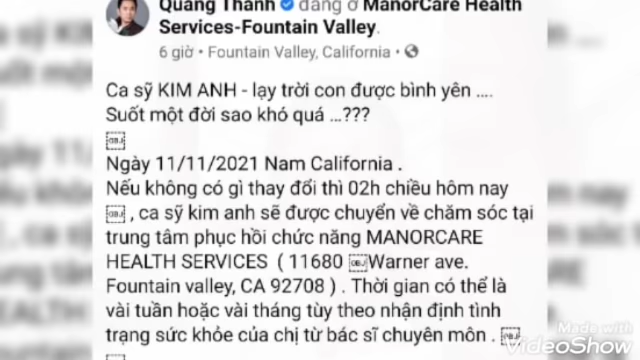 Quang Thành đang ở ManorCare Health
Services-Fountain Valley.
6 giờ • Fountain Valley, California •
Ca sỹ KIM ANH - lạy trời con được bình yên ....
Suốt một đời sao khó quá ...???
OBJ
Ngày 11/11/2021 Nam California .
Nếu không có gì thay đổi thì 02h chiều hôm nay
OBJ , ca sỹ kim anh sẽ được chuyển về chăm sóc tại
trung tâm phục hồi chức năng MANORCARE
HEALTH SERVICES ( 11680 OBJ Warner ave.
Fountain valley, CA 92708 ) . Thời gian có thể là
vài tuần hoặc vài tháng tùy theo nhận định tình
trạng sức khỏe của chị từ bác sĩ chuyên môn . OBJ
Made with
VideoShow